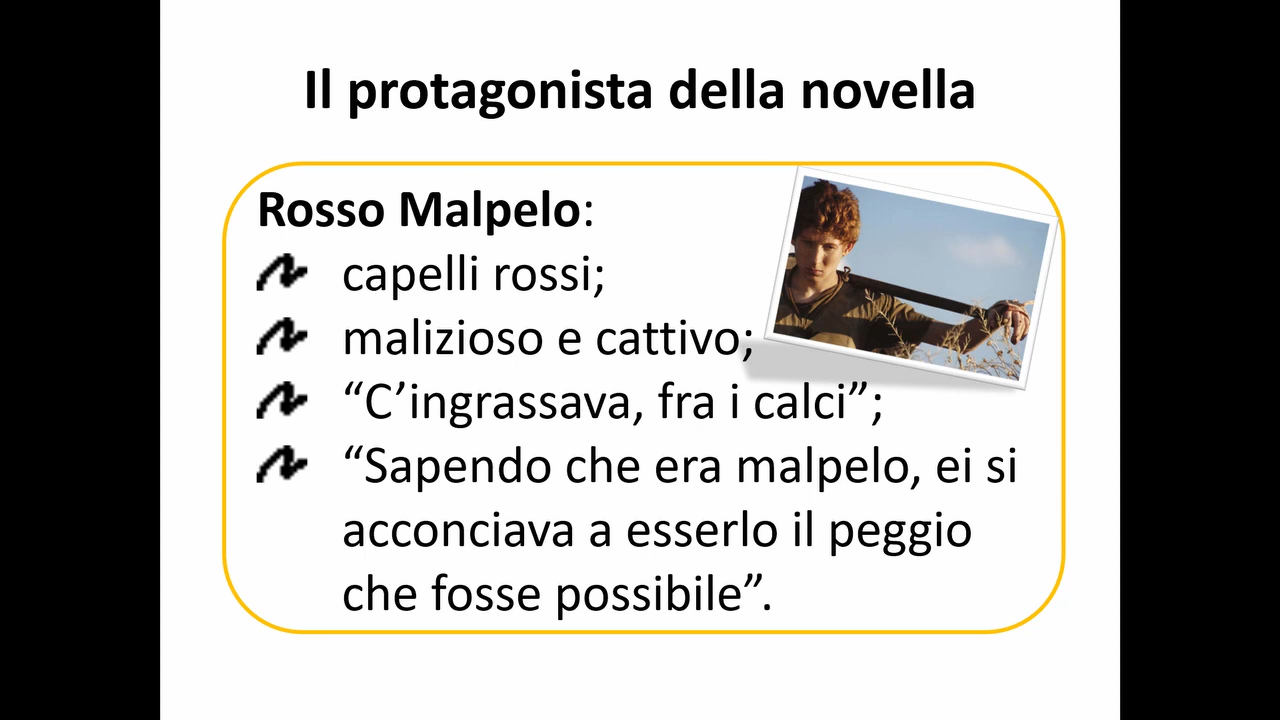 Il protagonista della novella
Rosso Malpelo:
capelli rossi;
malizioso e cattivo;
“C’ingrassava, fra i calci”;
“Sapendo che era malpelo, ei si
acconciava a esserlo il peggio
che fosse possibile”.